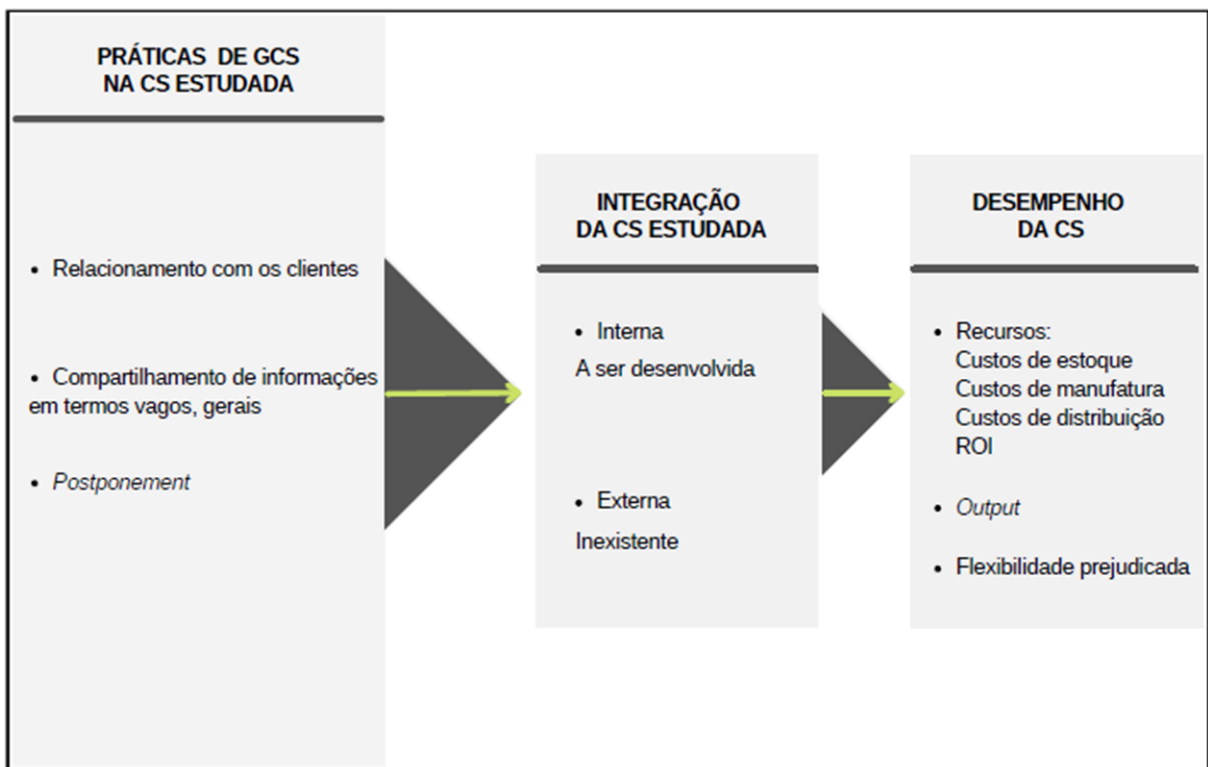 PRÁTICAS DE GCS
NA CS ESTUDADA
• Relacionamento com os clientes
• Compartilhamento de informações
em termos vagos, gerais
• Postponement
INTEGRAÇÃO
DA CS ESTUDADA
• Interna
A ser desenvolvida
• Externa
Inexistente
DESEMPENHO
DA CS
• Recursos:
Custos de estoque
Custos de manufatura
Custos de distribuição
ROI
• Output
• Flexibilidade prejudicada